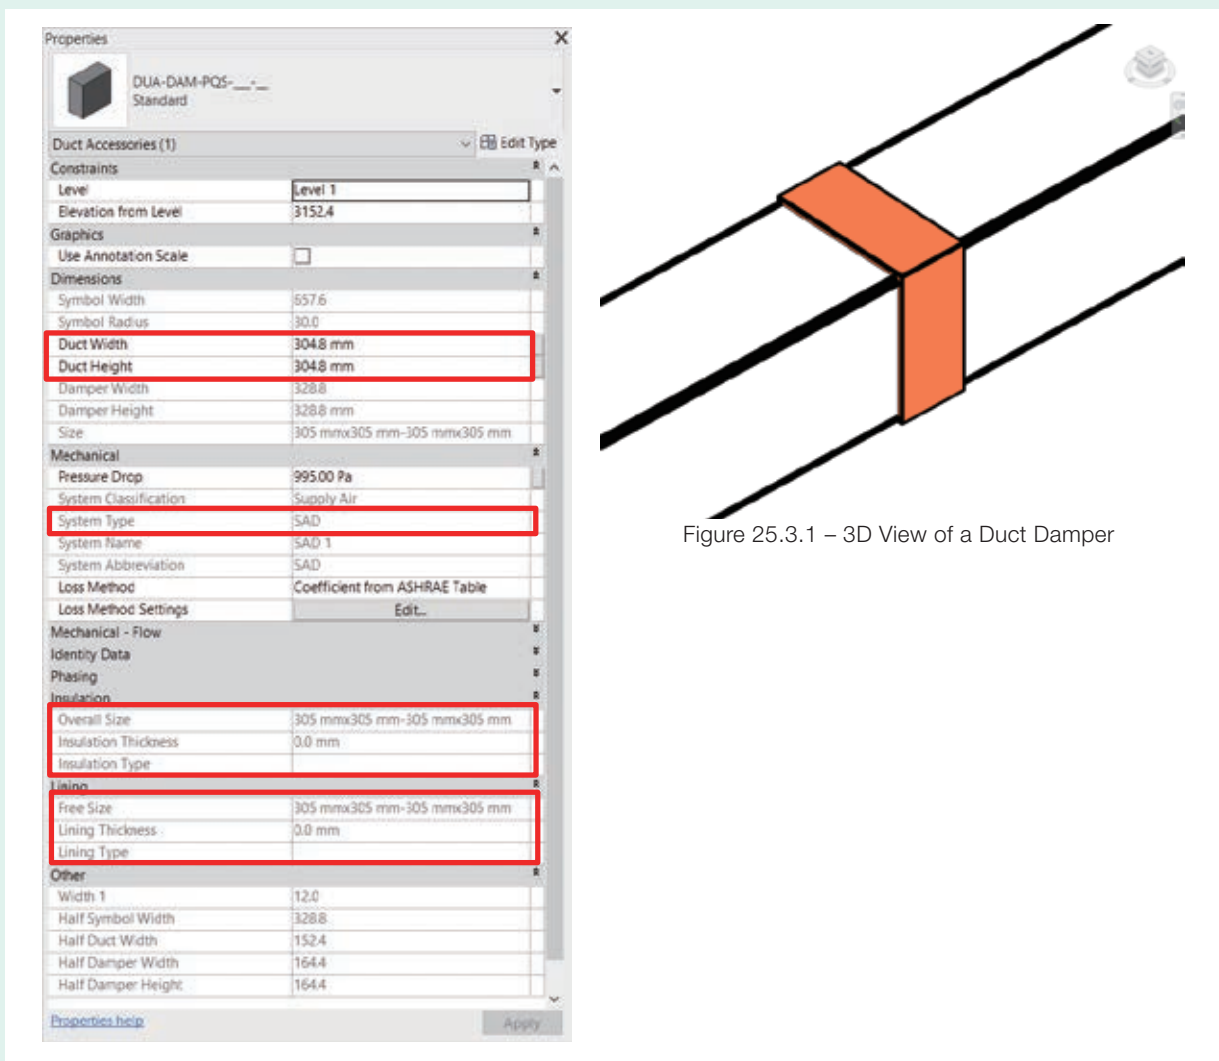 Properties
DUA-DAM-PQS-__-__
Standard
Duct Accessories (1)
Edit Type
Constraints
Level Level 1
Elevation from Level 3152.4
Graphics
Use Annotation Scale
Dimensions
Symbol Width 657.6
Symbol Radius 30.0
Duct Width 304.8 mm
Duct Height 304.8 mm
Damper Width 328.8
Damper Height 328.8 mm
Size 305 mmx305 mm-305 mmx305 mm
Mechanical
Pressure Drop 995.00 Pa
System Classification Supply Air
System Type SAD
System Name SAD 1
System Abbreviation SAD
Loss Method Coefficient from ASHRAE Table
Loss Method Settings Edit...
Mechanical - Flow
Identity Data
Phasing
Insulation
Overall Size 305 mmx305 mm-305 mmx305 mm
Insulation Thickness 0.0 mm
Insulation Type
Lining
Free Size 305 mmx305 mm-305 mmx305 mm
Lining Thickness 0.0 mm
Lining Type
Other
Width 1 12.0
Half Symbol Width 328.8
Half Duct Width 152.4
Half Damper Width 164.4
Half Damper Height 164.4
Properties help
Apply
Figure 25.3.1 – 3D View of a Duct Damper